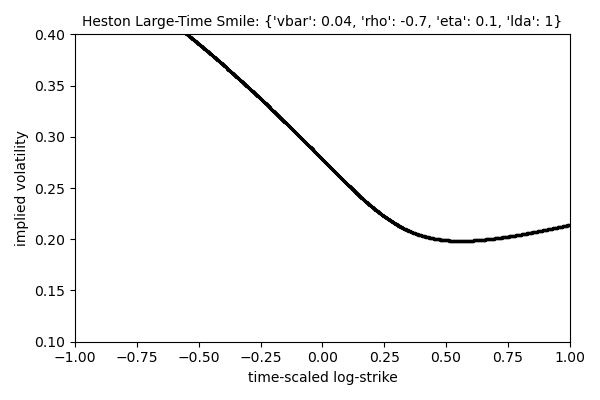 Heston Large-Time Smile: {'vbar': 0.04, 'rho': -0.7, 'eta': 0.1, 'lda': 1}
implied volatility
0.40
0.35
0.30
0.25
0.20
0.15
0.10
−1.00 −0.75 −0.50 −0.25 0.00 0.25 0.50 0.75 1.00
time-scaled log-strike